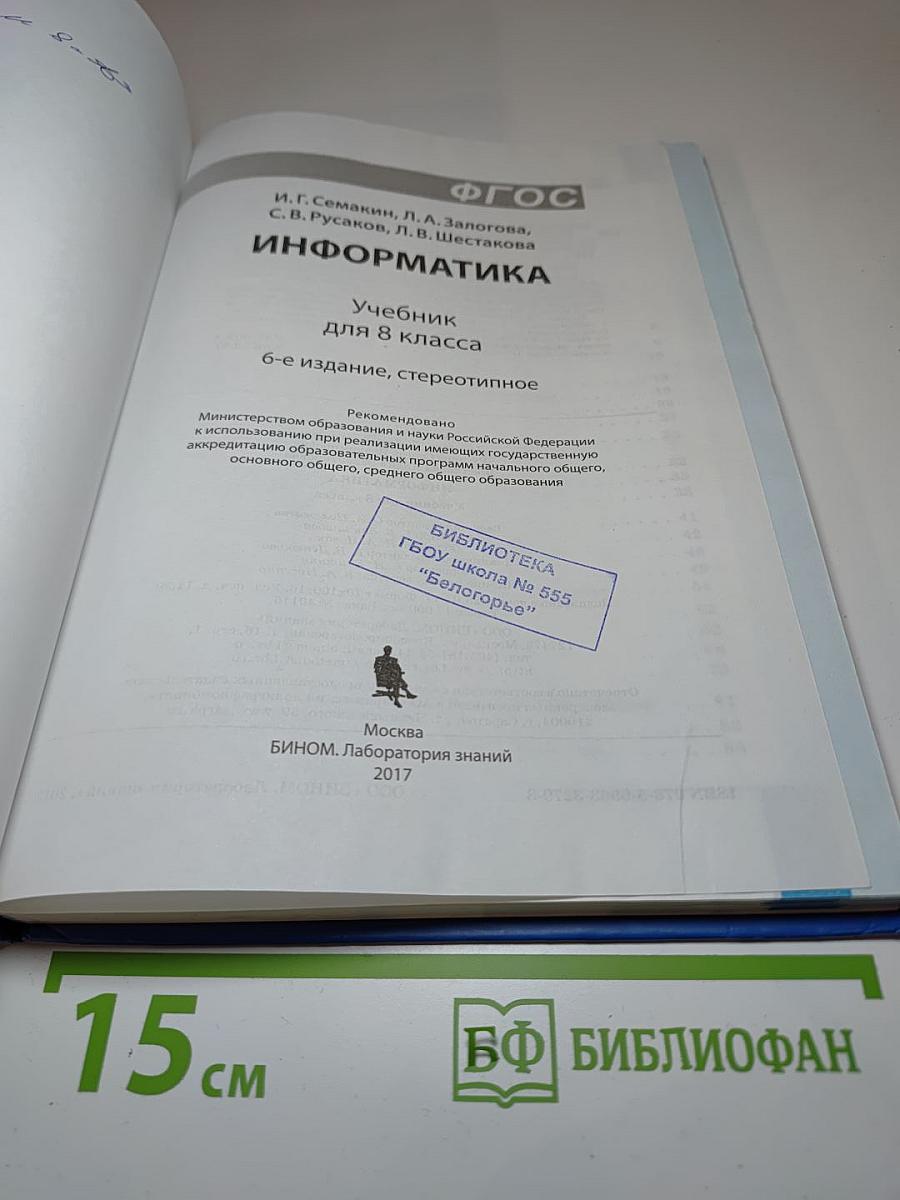 ФГОС
И. Г. Семакин, Л. А. Залогова,
С. В. Русаков, Л. В. Шестакова
ИНФОРМАТИКА
Учебник
для 8 класса
6-е издание, стереотипное
Рекомендовано
Министерством образования и науки Российской Федерации
к использованию при реализации имеющих государственную
аккредитацию образовательных программ начального общего,
основного общего, среднего общего образования
БИБЛИОТЕКА
ГБОУ школа № 555
"Белогорье"
Москва
БИНОМ. Лаборатория знаний
2017
15 см
БФ БИБЛИОФАН